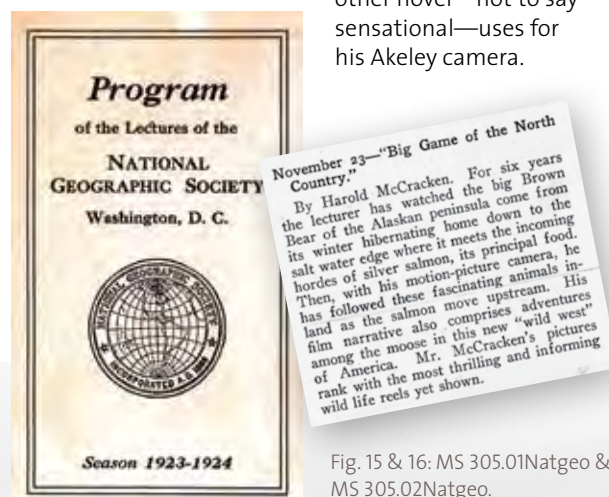 other novel—not to say
sensational—uses for
his Akeley camera.
Program
of the Lectures of the
NATIONAL
GEOGRAPHIC SOCIETY
Washington, D. C.
NATIONAL GEOGRAPHIC SOCIETY
INCORPORATED A.D. 1888
Season 1923-1924
November 23—"Big Game of the North
Country."
By Harold McCracken. For six years
the lecturer has watched the big Brown
Bear of the Alaskan peninsula come from
its winter hibernating home down to the
salt water edge where it meets the incoming
hordes of silver salmon, its principal food.
Then, with his motion-picture camera, he
has followed these fascinating animals in-
land as the salmon move upstream. His
film narrative also comprises adventures
among the moose in this new "wild west"
of America. Mr. McCracken's pictures
rank with the most thrilling and informing
wild life reels yet shown.
Fig. 15 & 16: MS 305.01Natgeo &
MS 305.02Natgeo.